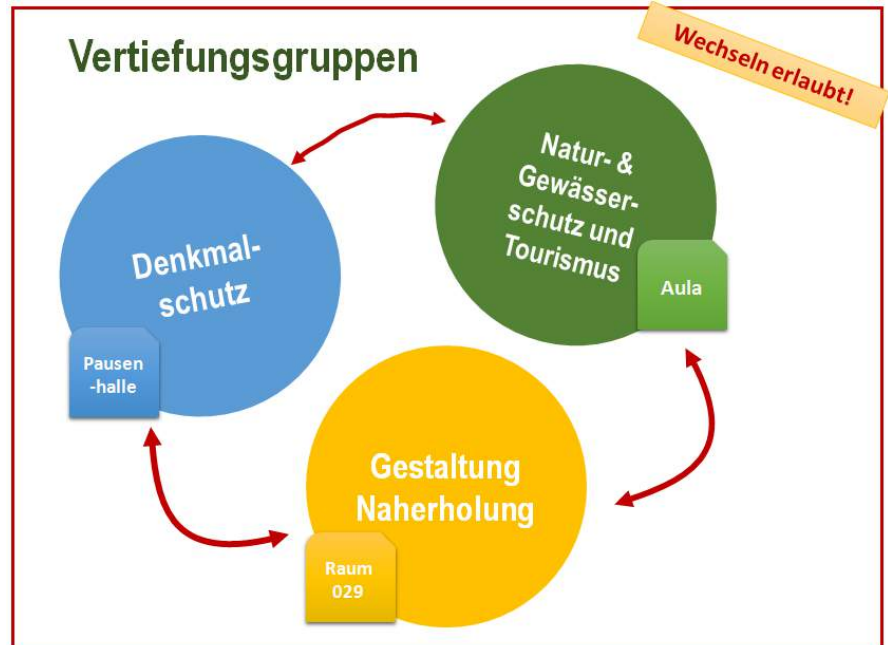 Vertiefungsgruppen
Wechseln erlaubt!
Denkmal-
schutz
Pausen
-halle
Natur- &
Gewässer-
schutz und
Tourismus
Aula
Gestaltung
Naherholung
Raum
029